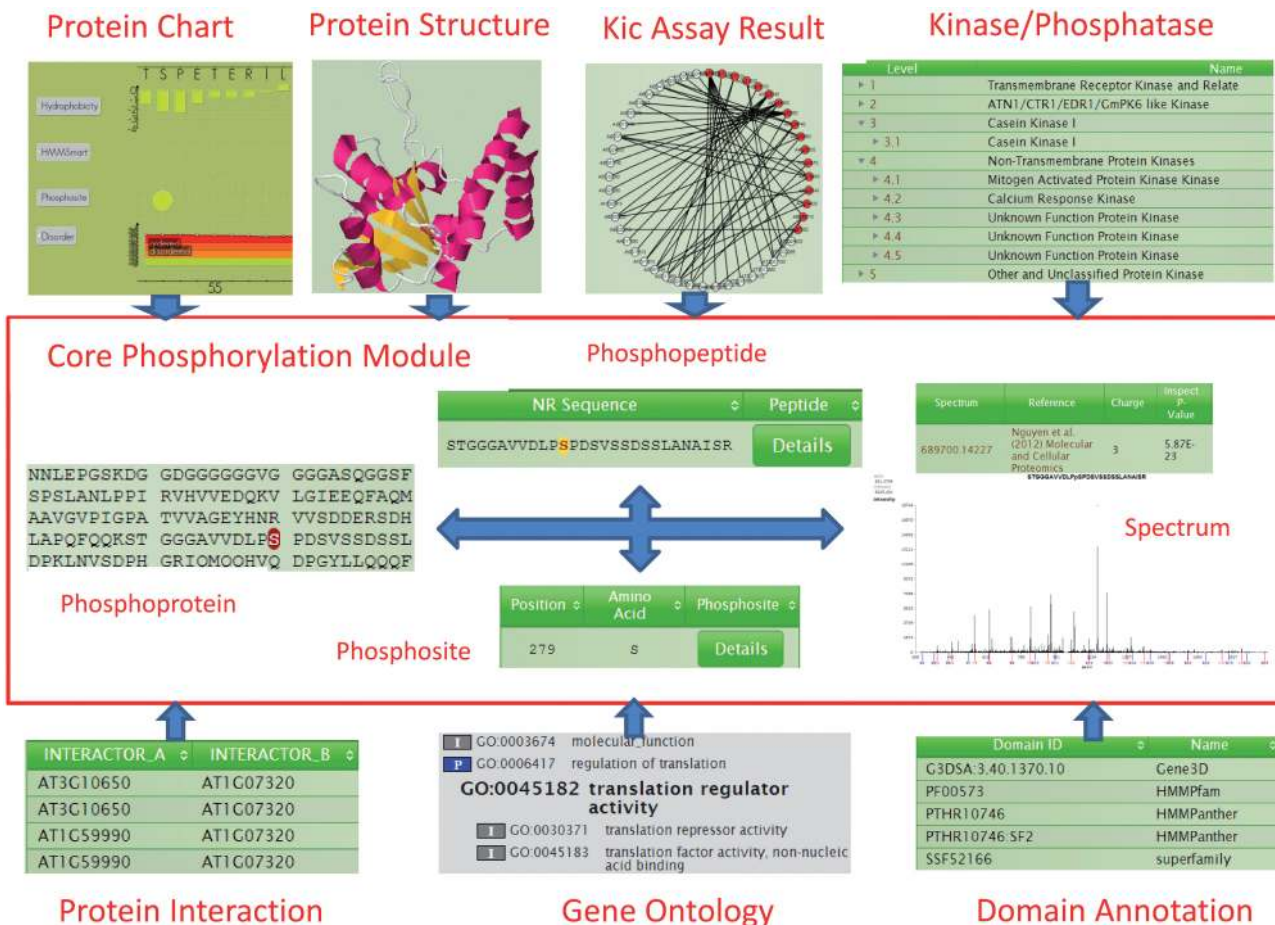 Protein Chart
Protein Structure
Kic Assay Result
Kinase/Phosphatase
T S P E T E R I L
Hydrophobicty
HMMSmart
Phosphosite
Disorder
55
Level Name
1 Transmembrane Receptor Kinase and Relate
2 ATN1/CTR1/EDR1/GmPK6 like Kinase
3 Casein Kinase I
3.1 Casein Kinase I
4 Non-Transmembrane Protein Kinases
4.1 Mitogen Activated Protein Kinase Kinase
4.2 Calcium Response Kinase
4.3 Unknown Function Protein Kinase
4.4 Unknown Function Protein Kinase
4.5 Unknown Function Protein Kinase
5 Other and Unclassified Protein Kinase
Core Phosphorylation Module
Phosphopeptide
NR Sequence Peptide
STGGGAVVDLPSPDSVSSDSSLANAISR Details
Spectrum Reference Charge Inspect
P-
Value
689700.14227 Nguyen et al.
(2012) Molecular
and Cellular
Proteomics 3 5.87E-
23
STGGGAVVDLPpSPDSVSSDSSLANAISR
Spectrum
NNLEPGSKDG GDGGGGGGVG GGGASQGGSF
SPSLANLPPI RVHVVEDQKV LGIEEQFAQM
AAVGVPIGPA TVVAGEYHNR VVSDDERSDH
LAPQFQQKST GGGAVVDLPS PDSVSSDSSL
DPKLNVSDPH GRIQMQQHVQ DPGYLLQQQF
Phosphoprotein
Position Amino
Acid Phosphosite
279 S Details
Phosphosite
INTERACTOR_A INTERACTOR_B
AT3G10650 AT1G07320
AT3G10650 AT1G07320
AT1G59990 AT1G07320
AT1G59990 AT1G07320
Protein Interaction
I GO:0003674 molecular_function
P GO:0006417 regulation of translation
GO:0045182 translation regulator
activity
I GO:0030371 translation repressor activity
I GO:0045183 translation factor activity, non-nucleic
acid binding
Gene Ontology
Domain ID Name
G3DSA:3.40.1370.10 Gene3D
PF00573 HMMPfam
PTHR10746 HMMPanther
PTHR10746:SF2 HMMPanther
SSF52166 superfamily
Domain Annotation